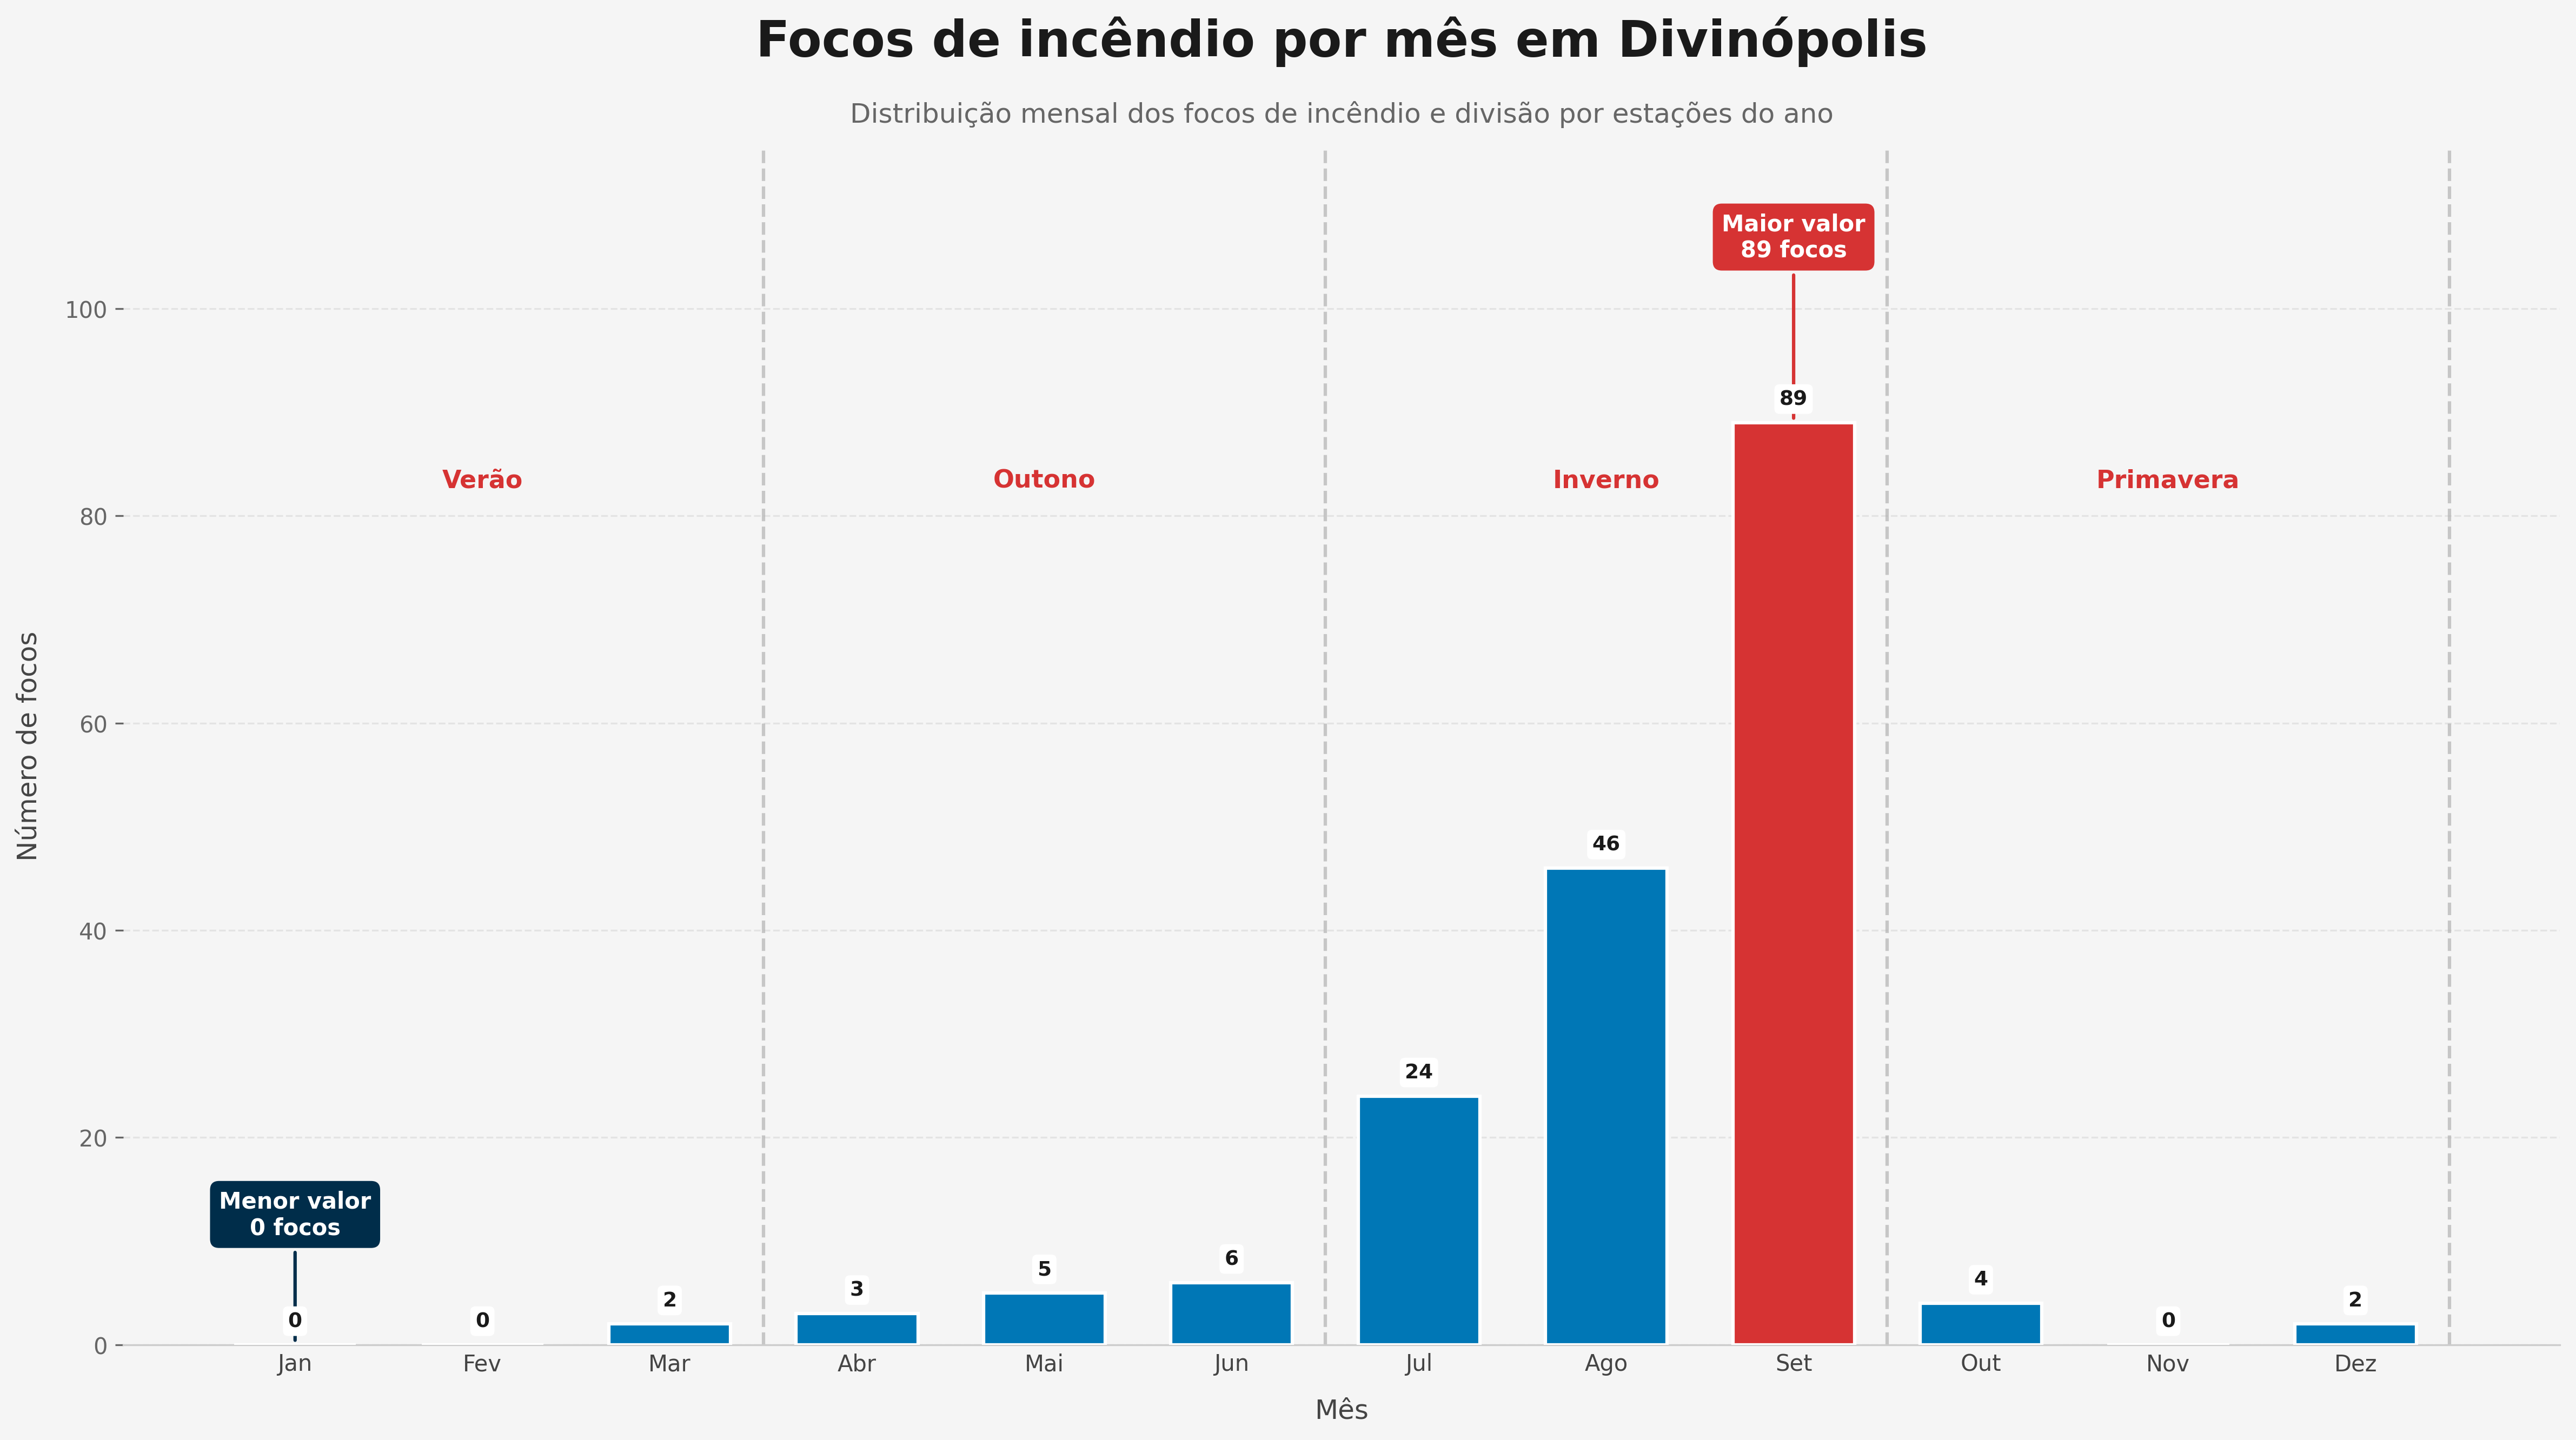 Focos de incêndio por mês em Divinópolis
Distribuição mensal dos focos de incêndio e divisão por estações do ano
Maior valor
89 focos
100
89
Verão
Outono
Inverno
Primavera
80
Número de focos
60
46
40
24
20
Menor valor
0 focos
0
0
2
3
5
6
4
0
2
0
Jan
Fev
Mar
Abr
Mai
Jun
Jul
Ago
Set
Out
Nov
Dez
Mês